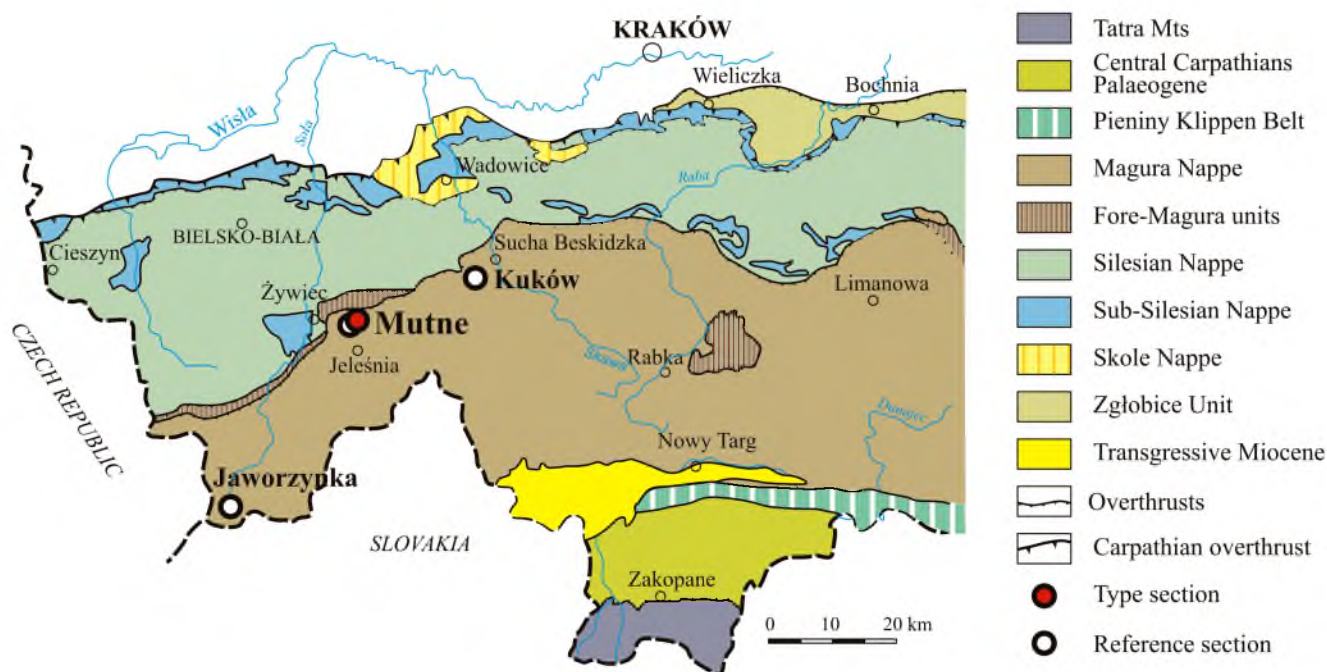 KRAKÓW
Wieliczka
Bochnia
Wisła
Soła
Wadowice
Raba
BIELSKO-BIAŁA
Cieszyn
Sucha Beskidzka
Kuków
Limanowa
Żywiec
Mutne
Jeleśnia
Skawa
Rabka
CZECH REPUBLIC
Dunajec
Nowy Targ
Jaworzynka
SLOVAKIA
Zakopane
0 10 20 km
Tatra Mts
Central Carpathians
Palaeogene
Pieniny Klippen Belt
Magura Nappe
Fore-Magura units
Silesian Nappe
Sub-Silesian Nappe
Skole Nappe
Zgłobice Unit
Transgressive Miocene
Overthrusts
Carpathian overthrust
Type section
Reference section